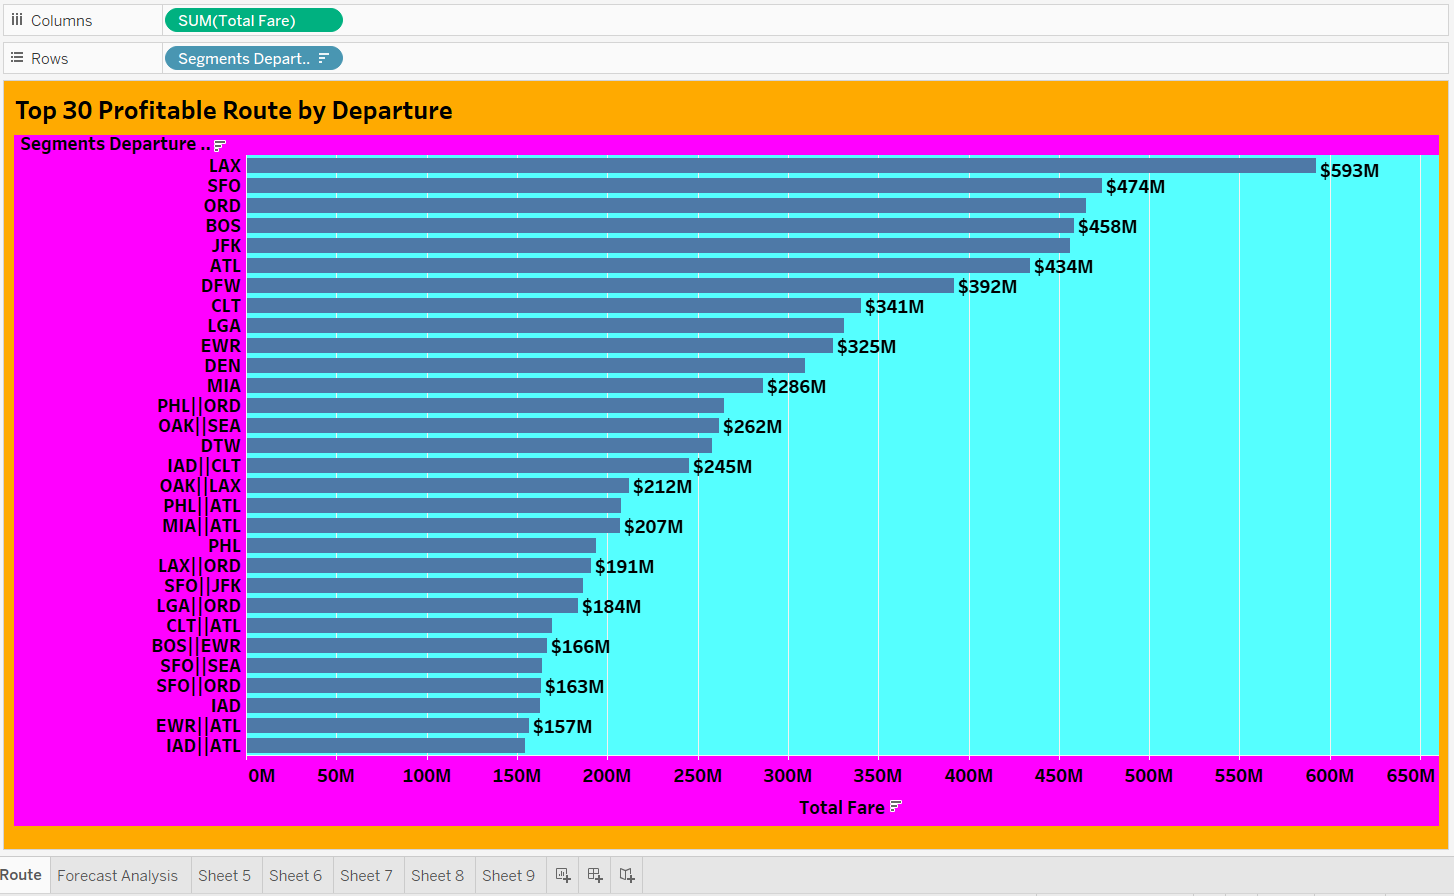 Columns SUM(Total Fare)
Rows Segments Depart..
Top 30 Profitable Route by Departure
Segments Departure ..
LAX $593M
SFO $474M
ORD
BOS $458M
JFK
ATL $434M
DFW $392M
CLT $341M
LGA
EWR $325M
DEN
MIA $286M
PHL||ORD
OAK||SEA $262M
DTW
IAD||CLT $245M
OAK||LAX $212M
PHL||ATL
MIA||ATL $207M
PHL
LAX||ORD $191M
SFO||JFK
LGA||ORD $184M
CLT||ATL
BOS||EWR $166M
SFO||SEA
SFO||ORD $163M
IAD
EWR||ATL $157M
IAD||ATL
0M 50M 100M 150M 200M 250M 300M 350M 400M 450M 500M 550M 600M 650M
Total Fare
Route Forecast Analysis Sheet 5 Sheet 6 Sheet 7 Sheet 8 Sheet 9